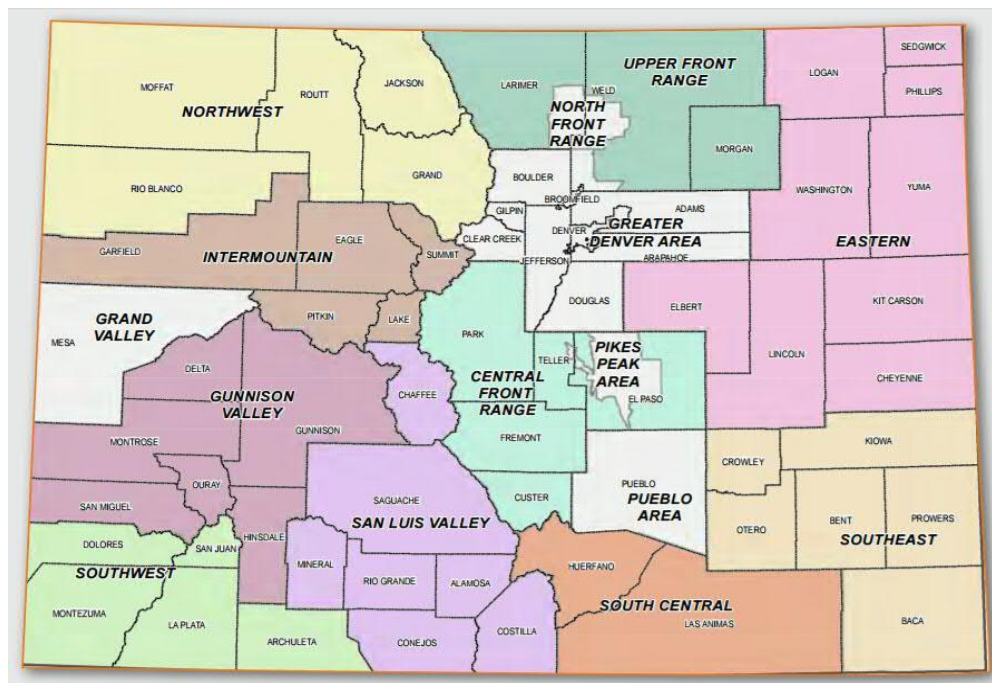 UPPER FRONT
RANGE
SEDGWICK
LOGAN
MOFFAT
JACKSON
LARIMER
WELD
PHILLIPS
ROUTT
NORTHWEST
NORTH
FRONT
RANGE
MORGAN
GRAND
BOULDER
RIO BLANCO
WASHINGTON
YUMA
BROOMFIELD
GILPIN
ADAMS
GREATER
DENVER
DENVER AREA
CLEAR CREEK
EAGLE
EASTERN
GARFIELD
INTERMOUNTAIN
SUMMIT
JEFFERSON
ARAPAHOE
DOUGLAS
ELBERT
KIT CARSON
GRAND
VALLEY
PITKIN
LAKE
MESA
PARK
PIKES
PEAK
AREA
TELLER
LINCOLN
DELTA
CENTRAL
FRONT
RANGE
CHEYENNE
GUNNISON
VALLEY
CHAFFEE
EL PASO
GUNNISON
MONTROSE
FREMONT
KIOWA
CROWLEY
OURAY
PUEBLO
SAGUACHE
CUSTER
PUEBLO
AREA
SAN MIGUEL
SAN LUIS VALLEY
OTERO
BENT
PROWERS
HINSDALE
SOUTHEAST
DOLORES
SAN JUAN
MINERAL
HUERFANO
SOUTHWEST
RIO GRANDE
ALAMOSA
SOUTH CENTRAL
MONTEZUMA
LA PLATA
LAS ANIMAS
BACA
COSTILLA
ARCHULETA
CONEJOS